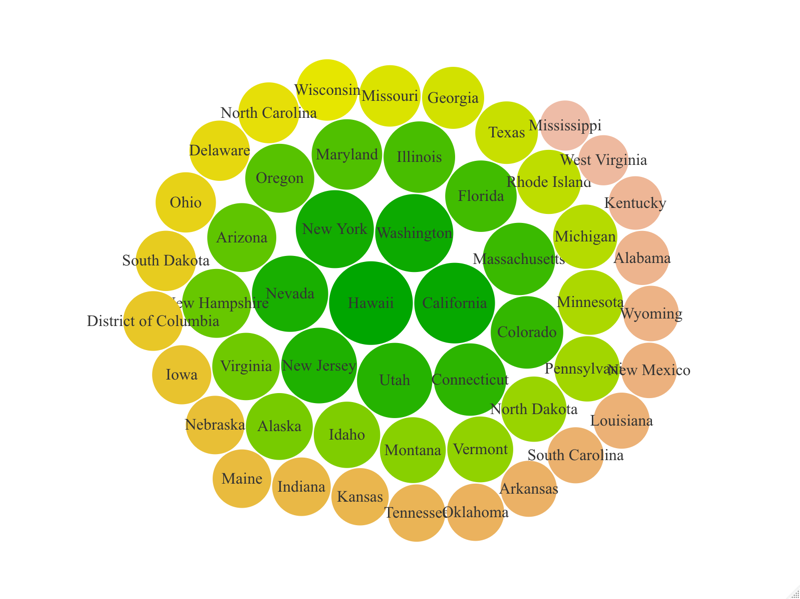 Wisconsin
Missouri
Georgia
North Carolina
Texas
Mississippi
Delaware
Maryland
Illinois
West Virginia
Oregon
Rhode Island
Florida
Ohio
Kentucky
Arizona
New York
Washington
Michigan
South Dakota
Massachusetts
Alabama
New Hampshire
Nevada
Hawaii
California
Minnesota
District of Columbia
Wyoming
Colorado
Iowa
Virginia
New Jersey
Utah
Connecticut
Pennsylvania
New Mexico
North Dakota
Nebraska
Alaska
Idaho
Montana
Vermont
Louisiana
South Carolina
Maine
Indiana
Kansas
Arkansas
Tennessee
Oklahoma